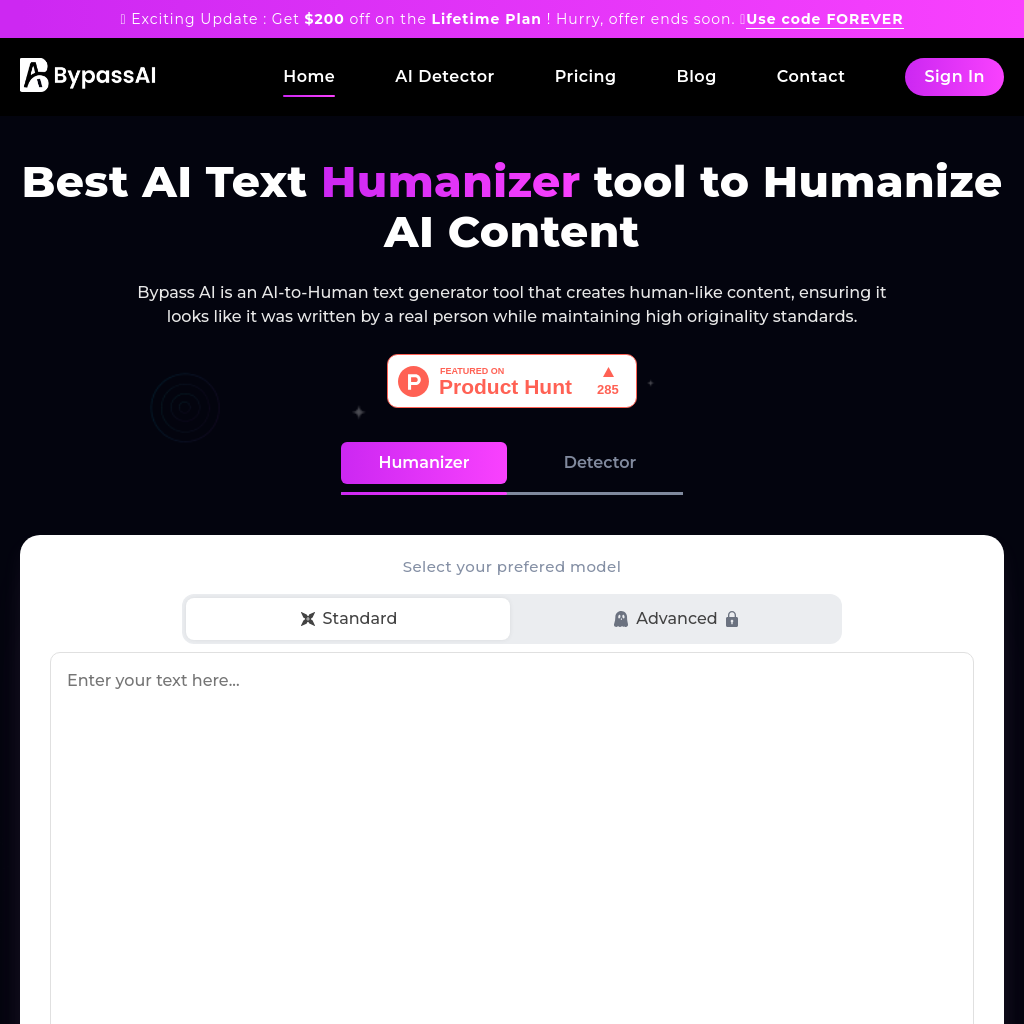 Exciting Update : Get $200 off on the Lifetime Plan ! Hurry, offer ends soon. Use code FOREVER
BypassAI
Home
AI Detector
Pricing
Blog
Contact
Sign In
Best AI Text Humanizer tool to Humanize
AI Content
Bypass AI is an AI-to-Human text generator tool that creates human-like content, ensuring it
looks like it was written by a real person while maintaining high originality standards.
P
FEATURED ON
Product Hunt
285
Humanizer
Detector
Select your prefered model
Standard
Advanced
Enter your text here...